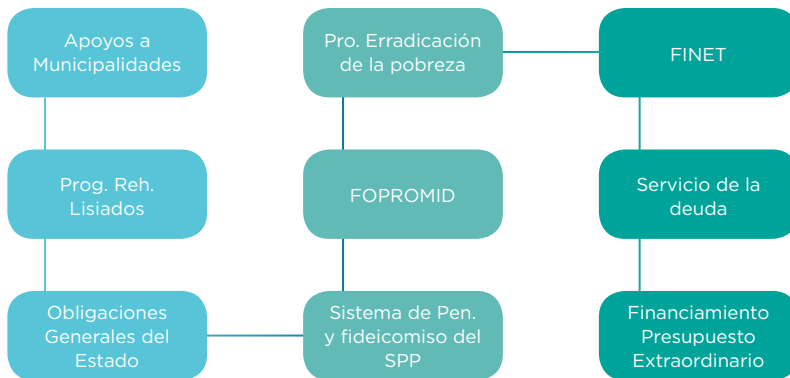 Apoyos a
Municipalidades
Pro. Erradicación
de la pobreza
FINET
Prog. Reh.
Lisiados
FOPROMID
Servicio de la
deuda
Obligaciones
Generales del
Estado
Sistema de Pen.
y fideicomiso del
SPP
Financiamiento
Presupuesto
Extraordinario